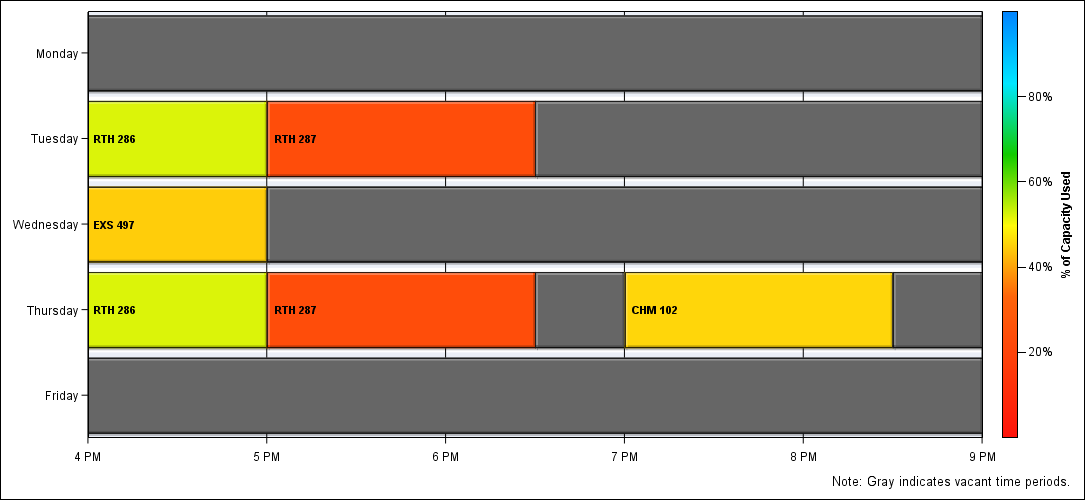 Monday
Tuesday
RTH 286
RTH 287
Wednesday
EXS 497
Thursday
RTH 286
RTH 287
CHM 102
Friday
4 PM
5 PM
6 PM
7 PM
8 PM
9 PM
80%
60%
40%
20%
% of Capacity Used
Note: Gray indicates vacant time periods.